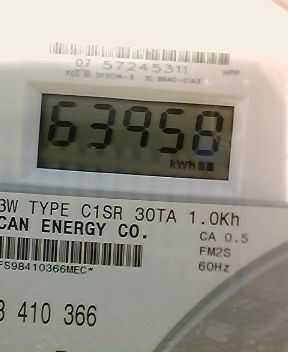 07 57245311
63958
kWh
3W TYPE C1SR 30TA 1.0Kh
CAN ENERGY CO.
CA 0.5
FM2S
FS98410366MEC*
60Hz
8 410 366